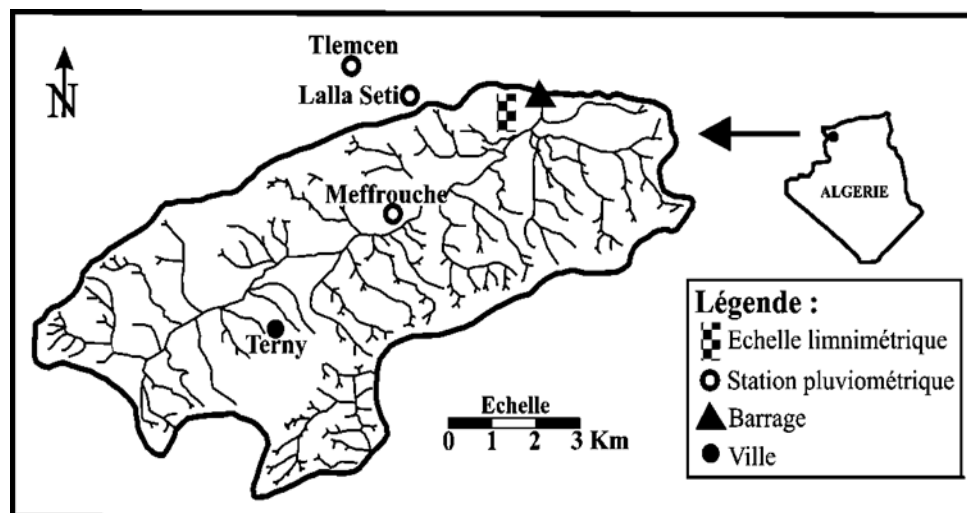 Tlemcen
N
Lalla Seti
Meffrouche
ALGERIE
Terny
Echelle
0 1 2 3 Km
Légende :
Echelle limnimétrique
Station pluviométrique
Barrage
Ville